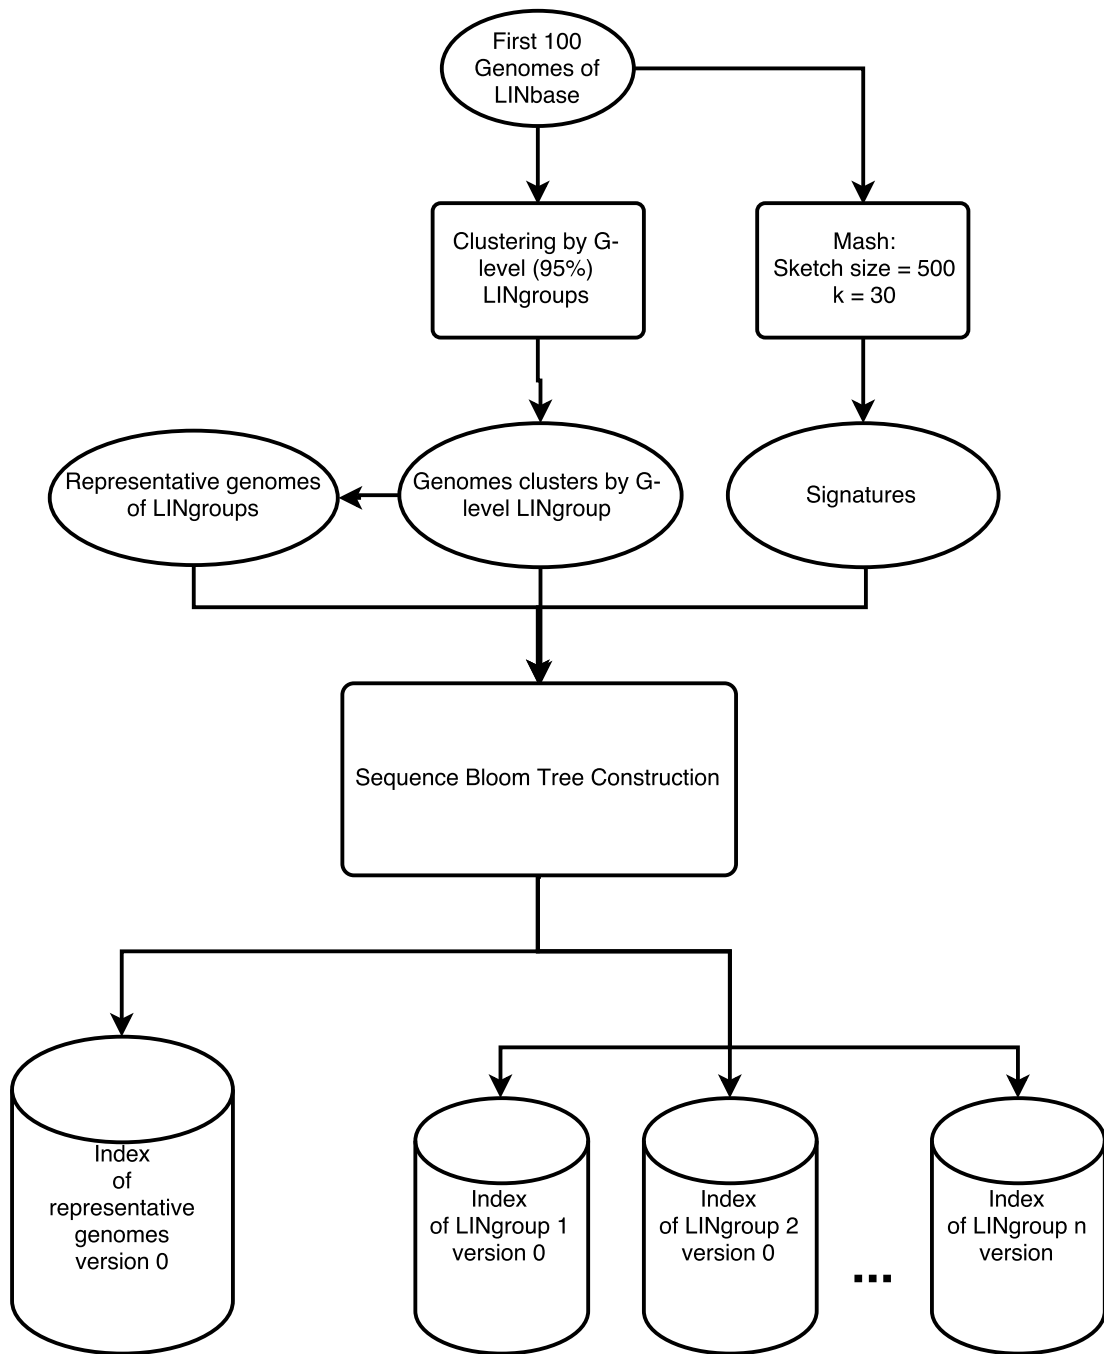 First 100
Genomes of
LINbase
Clustering by G-
level (95%)
LINgroups
Mash:
Sketch size = 500
k = 30
Representative genomes
of LINgroups
Genomes clusters by G-
level LINgroup
Signatures
Sequence Bloom Tree Construction
Index
of
representative
genomes
version 0
Index
of LINgroup 1
version 0
Index
of LINgroup 2
version 0
...
Index
of LINgroup n
version